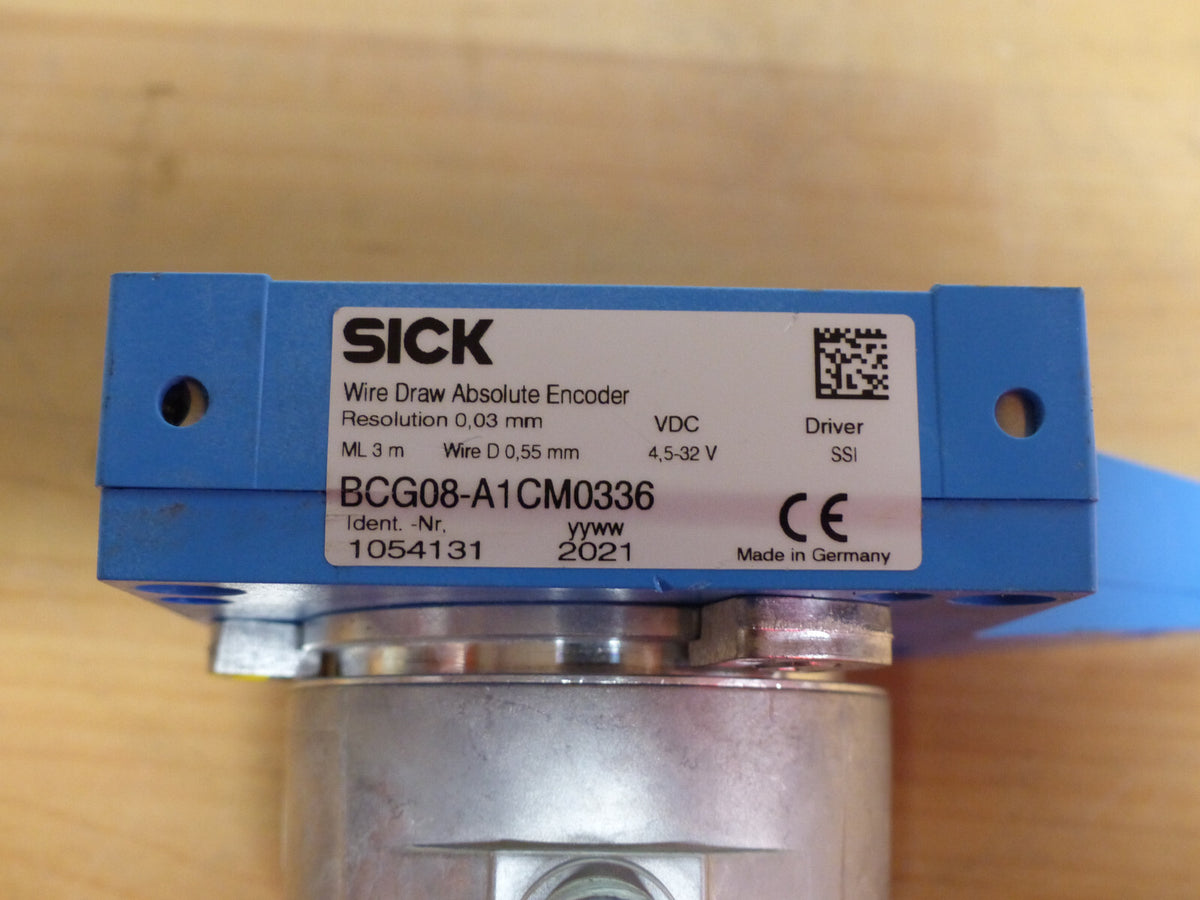 SICK
Wire Draw Absolute Encoder
Resolution 0,03 mm VDC Driver
ML 3 m Wire D 0,55 mm 4,5-32 V SSI
BCG08-A1CM0336
Ident. -Nr. yyww
1054131 2021
CE
Made in Germany